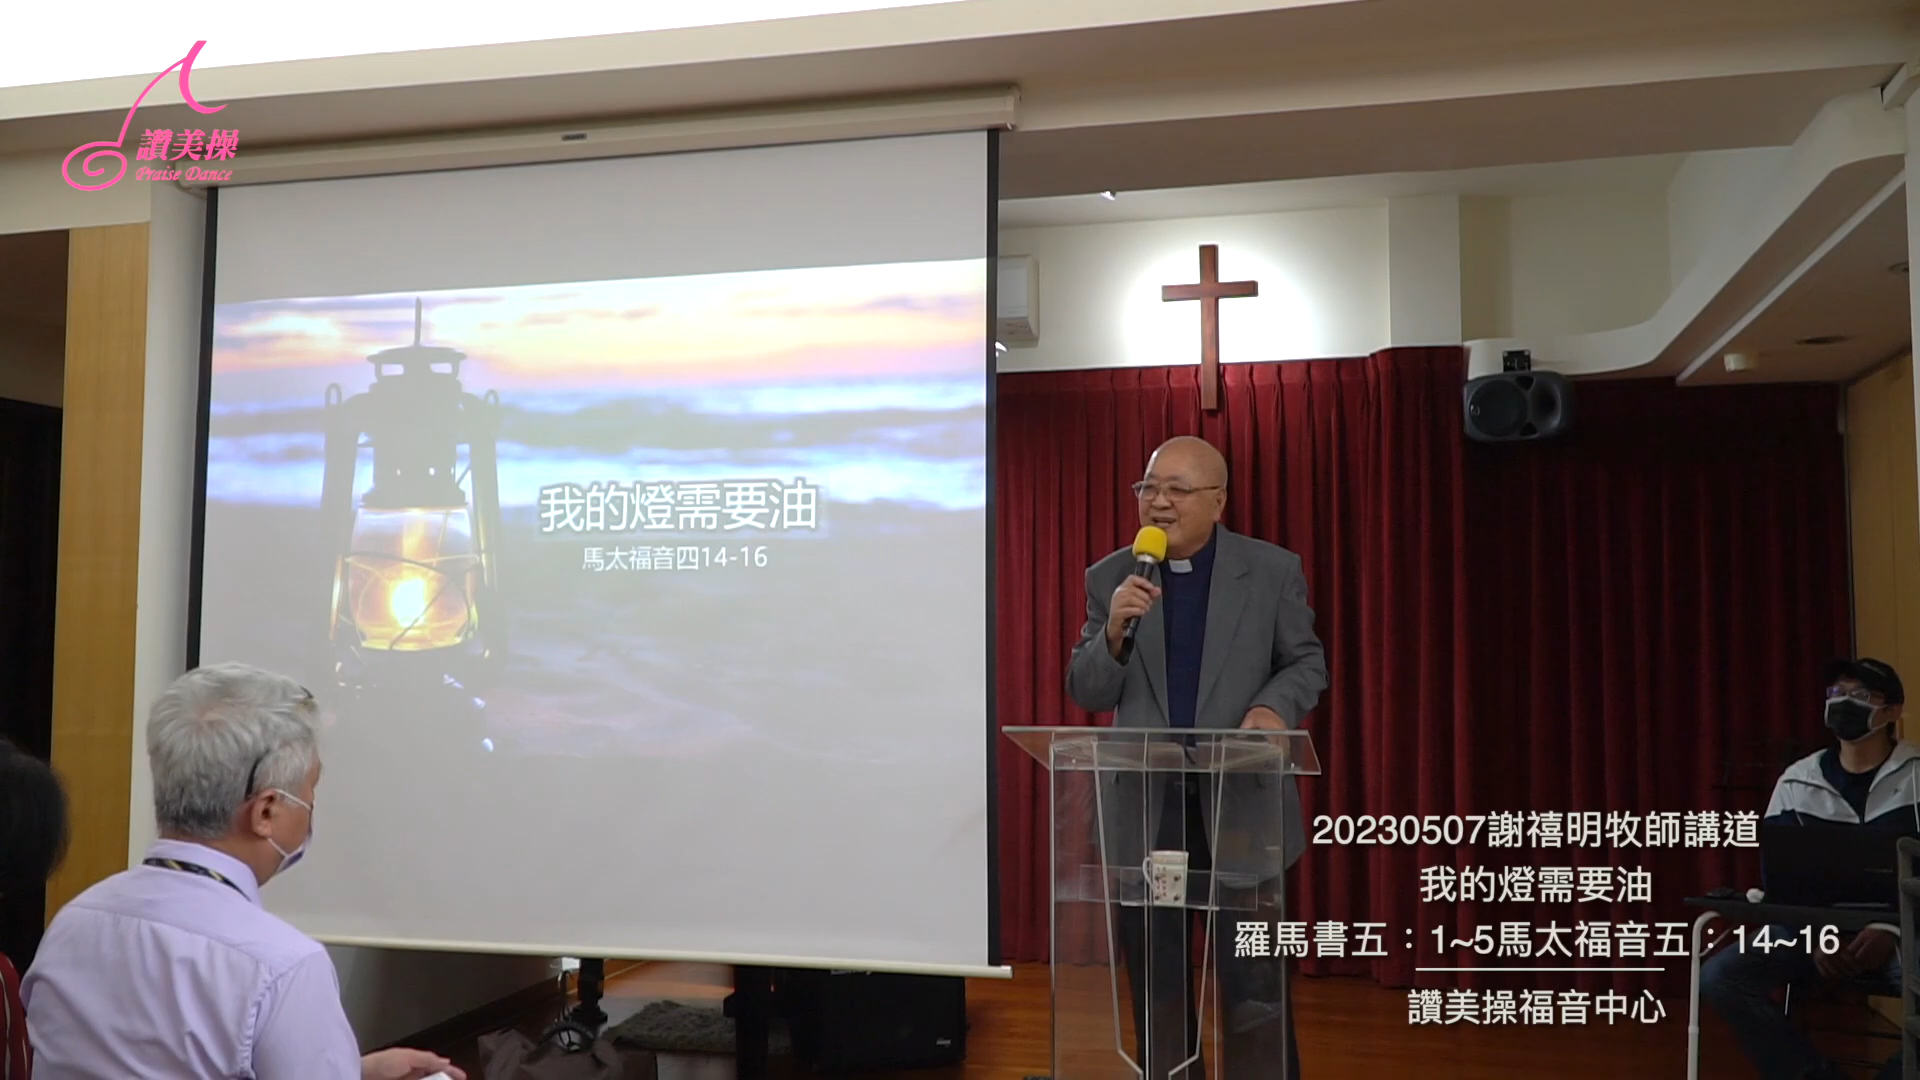 讚美操
Praise Dance
我的燈需要油
馬太福音四14-16
20230507謝禧明牧師講道
我的燈需要油
羅馬書五：1~5馬太福音五：14~16
讚美操福音中心